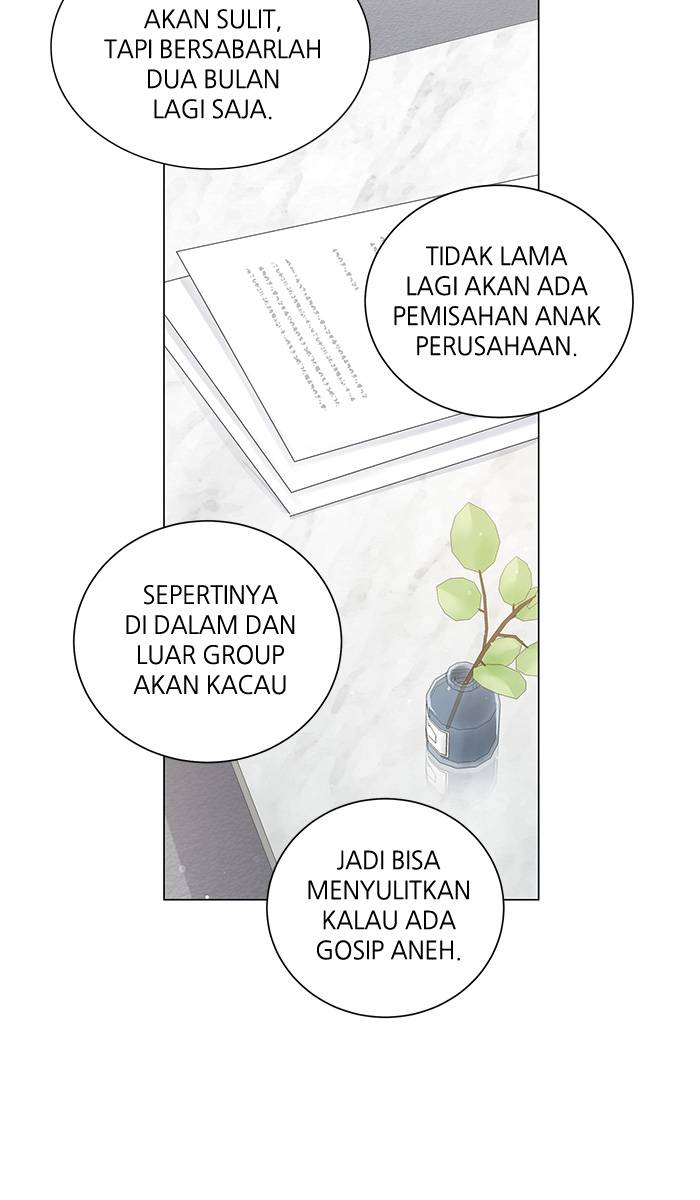 AKAN SULIT,
TAPI BERSABARLAH
DUA BULAN
LAGI SAJA.
TIDAK LAMA
LAGI AKAN ADA
PEMISAHAN ANAK
PERUSAHAAN.
SEPERTINYA
DI DALAM DAN
LUAR GROUP
AKAN KACAU
JADI BISA
MENYULITKAN
KALAU ADA
GOSIP ANEH.